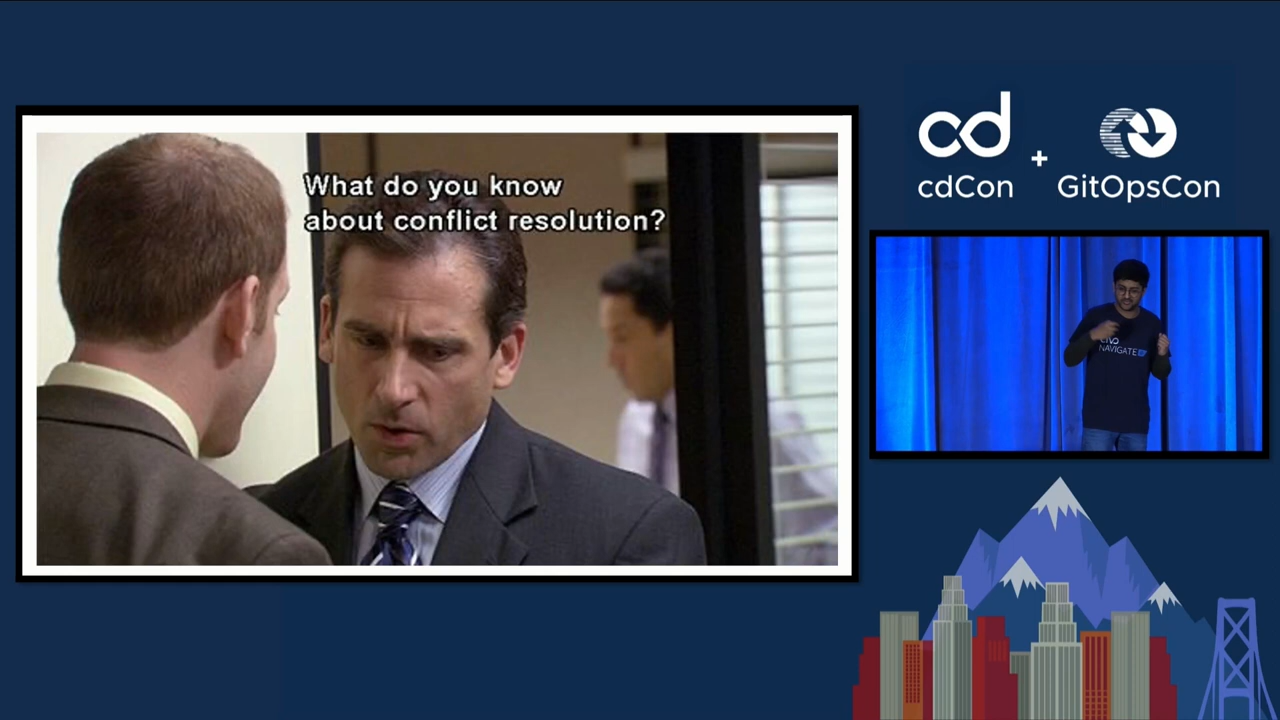 What do you know
about conflict resolution?
cd
+
cdCon
GitOpsCon
NAVIGATE